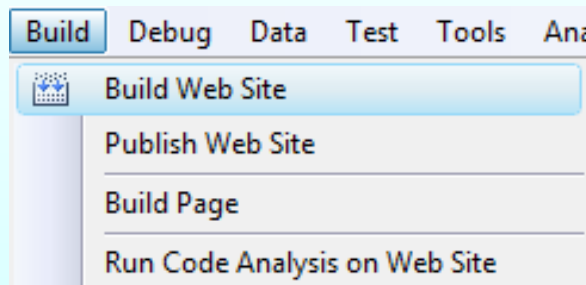 Build Debug Data Test Tools
Build Web Site
Publish Web Site
Build Page
Run Code Analysis on Web Site